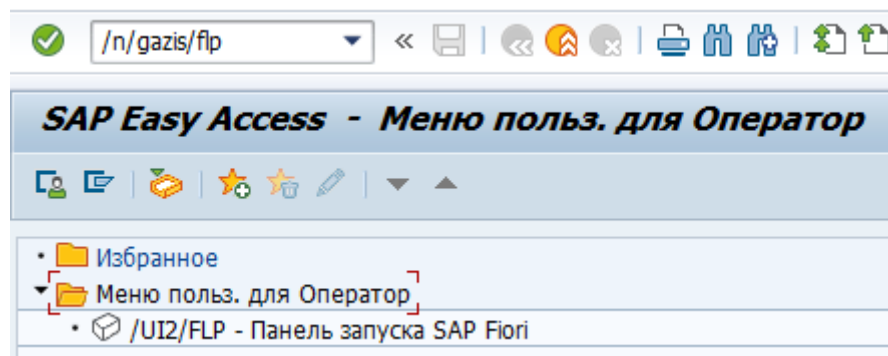 /n/gazis/flp
SAP Easy Access - Меню польз. для Оператор
Избранное
Меню польз. для Оператор
/UI2/FLP - Панель запуска SAP Fiori